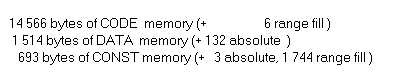 14 566 bytes of CODE memory (+ 6 range fill )
1 514 bytes of DATA memory (+ 132 absolute )
693 bytes of CONST memory (+ 3 absolute, 1 744 range fill )